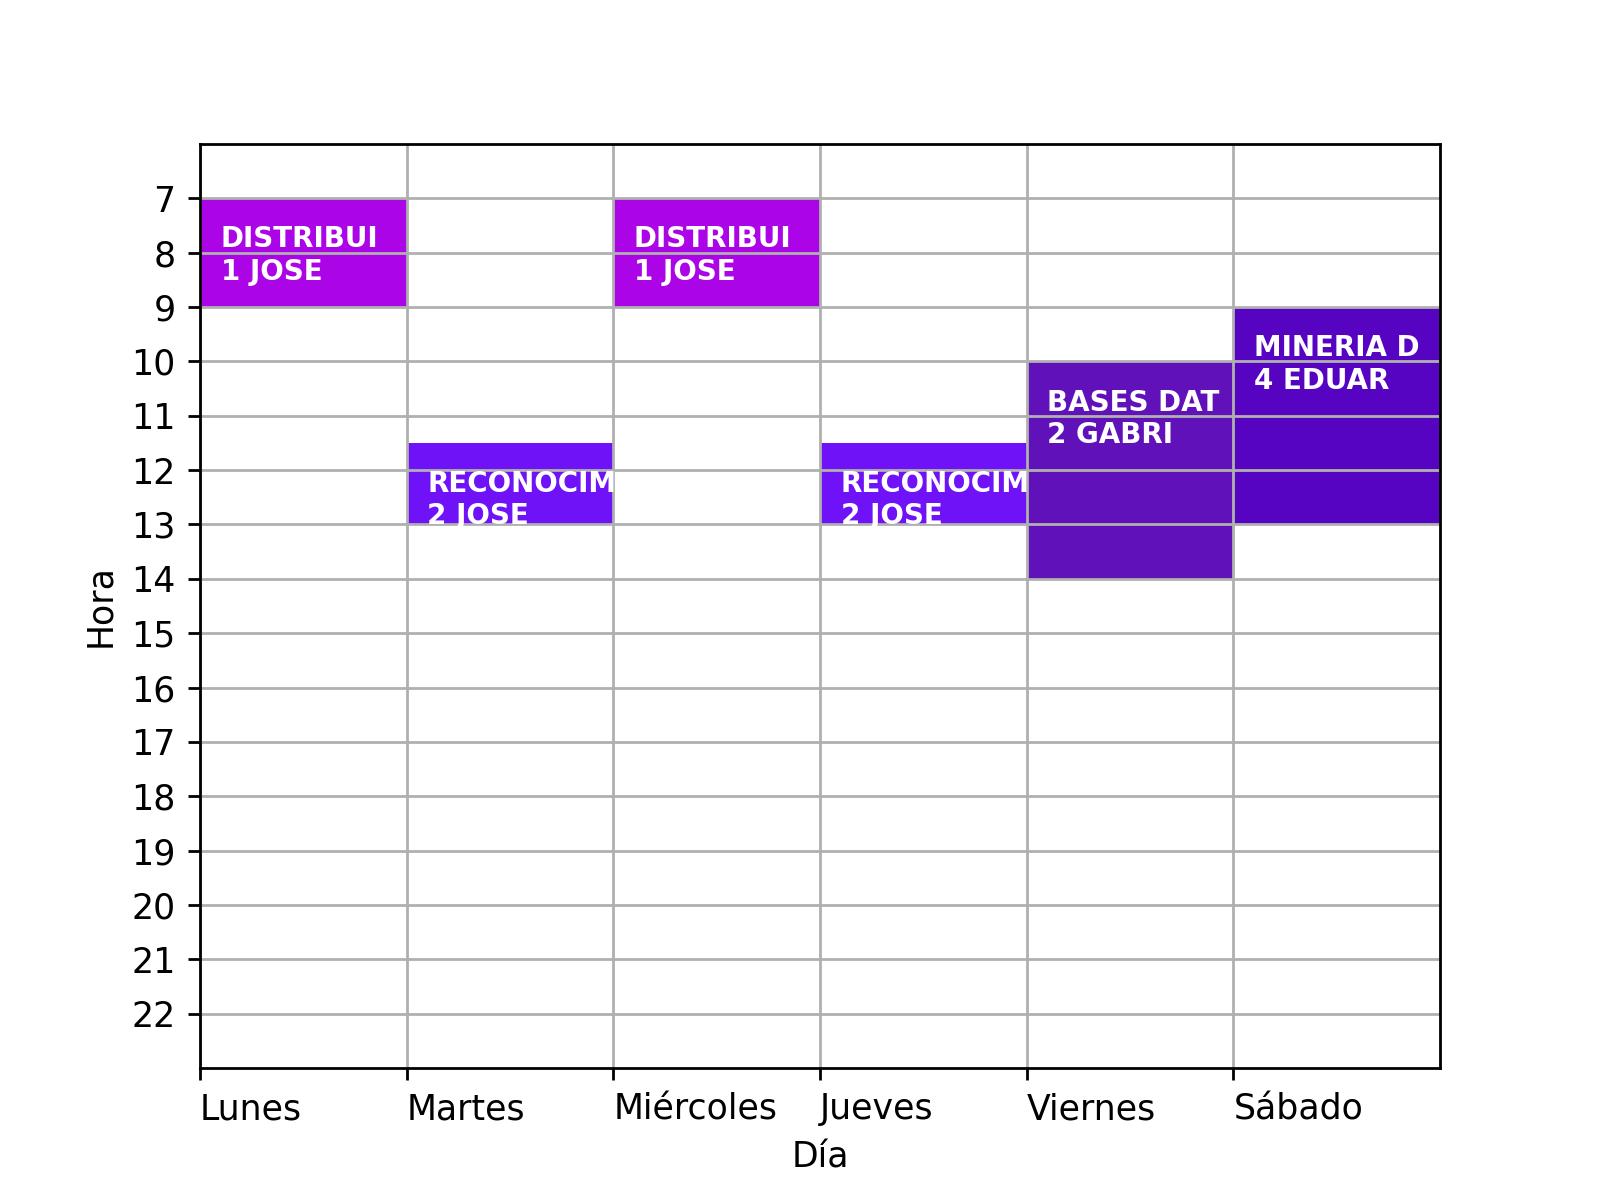 7
8
9
10
11
12
13
14
15
16
17
18
19
20
21
22
Hora
DISTRIBUI
1 JOSE
RECONOCIM
2 JOSE
DISTRIBUI
1 JOSE
RECONOCIM
2 JOSE
BASES DAT
2 GABRI
MINERIA D
4 EDUAR
Lunes
Martes
Miércoles
Jueves
Viernes
Sábado
Día